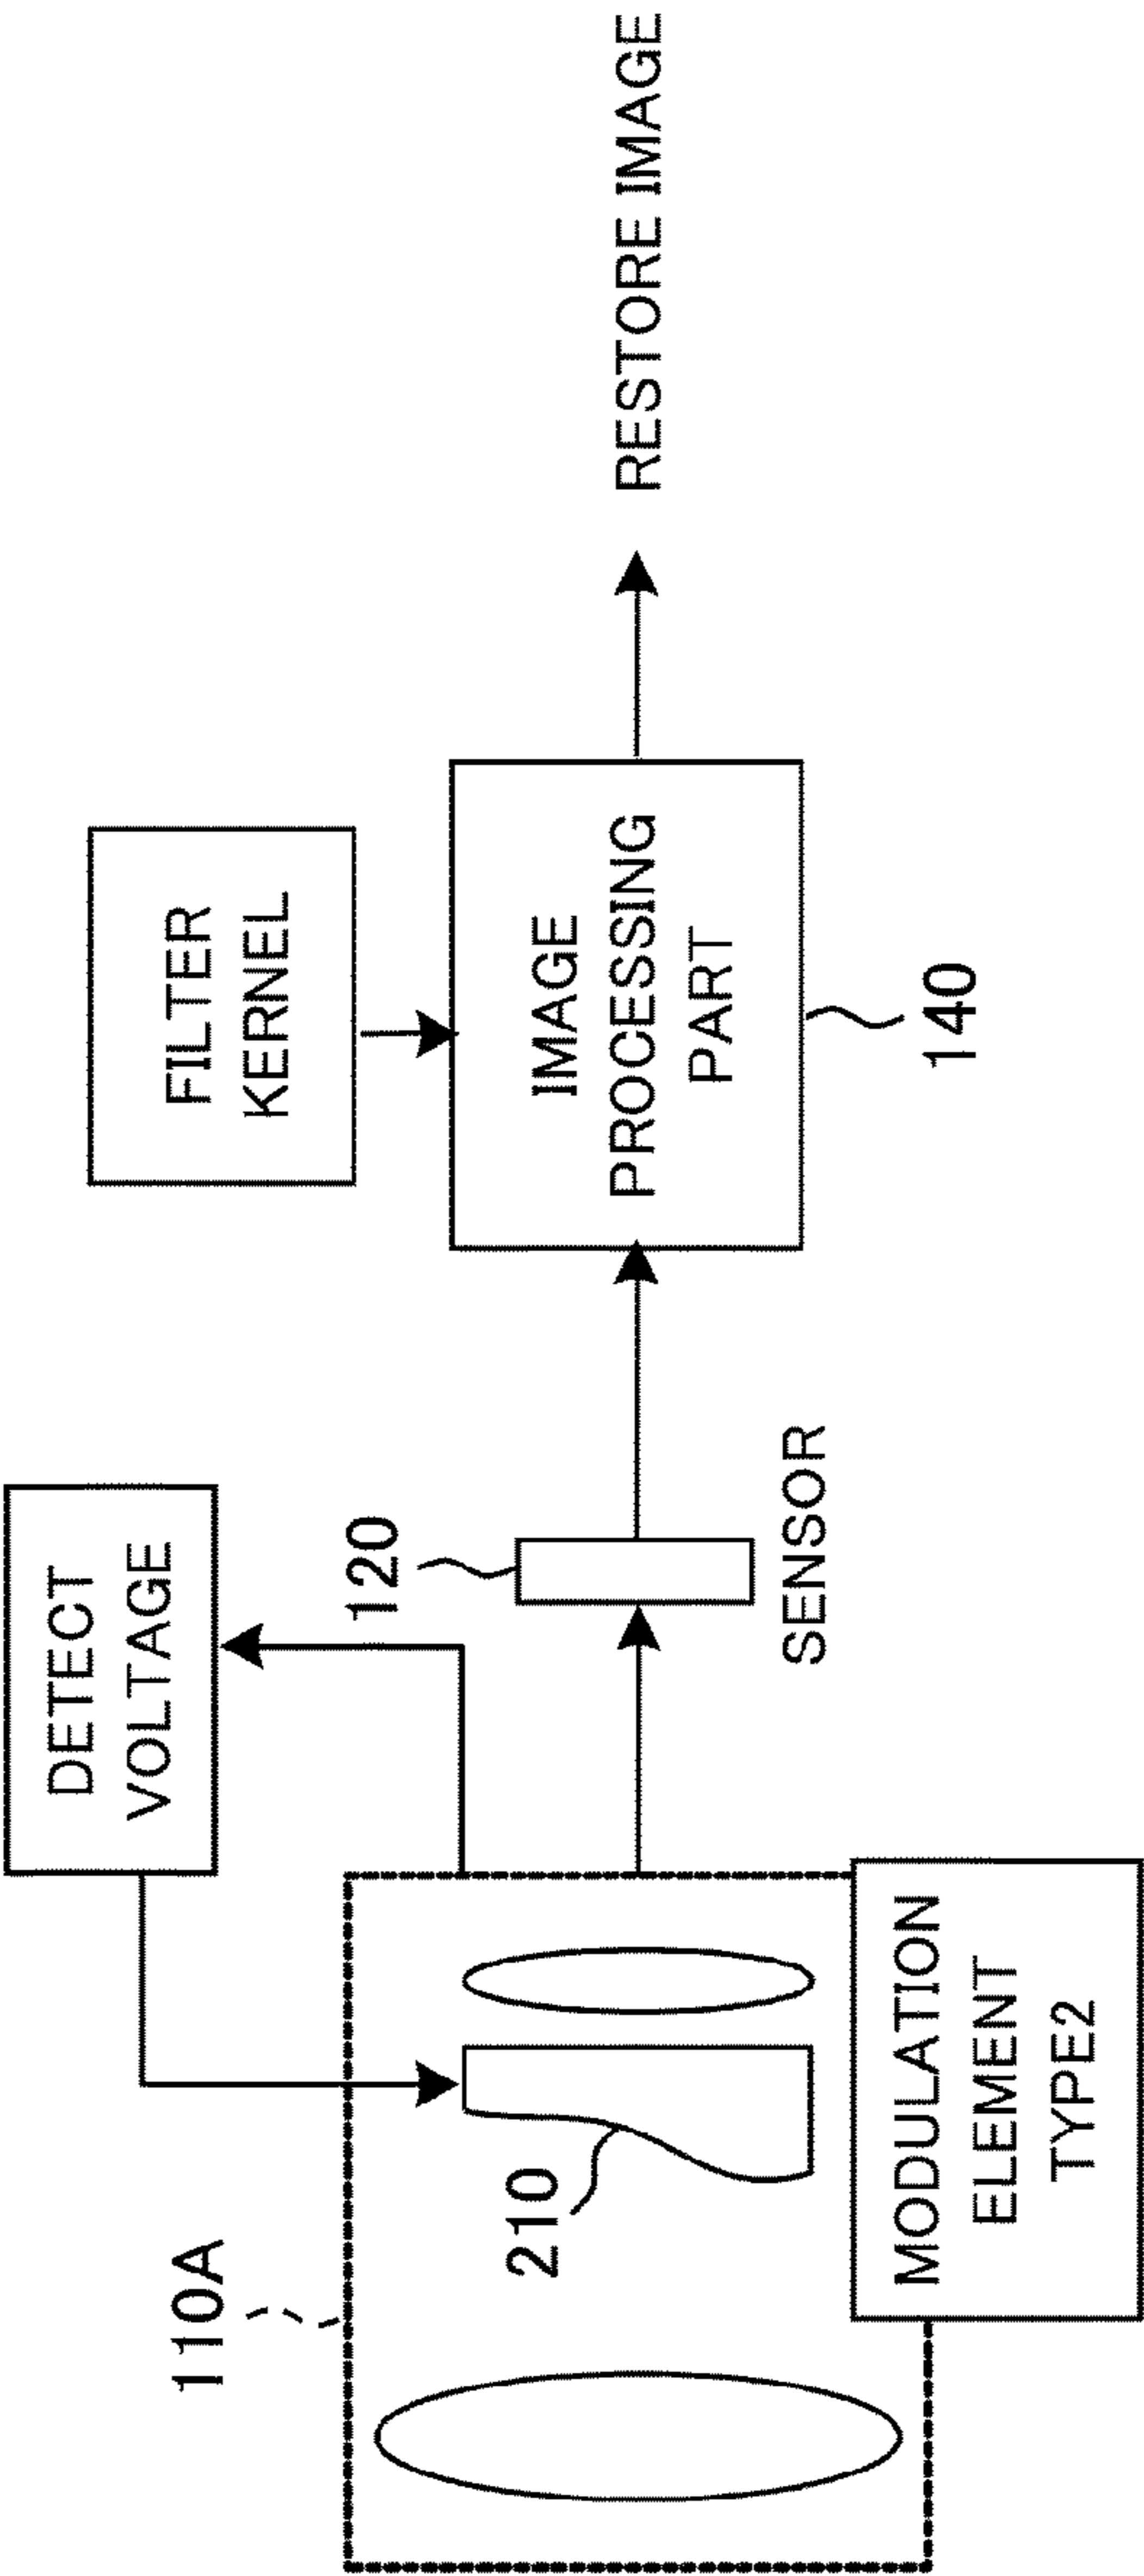 110A
210
MODULATION
ELEMENT
TYPE2
DETECT
VOLTAGE
120
SENSOR
FILTER
KERNEL
IMAGE
PROCESSING
PART
140
RESTORE IMAGE